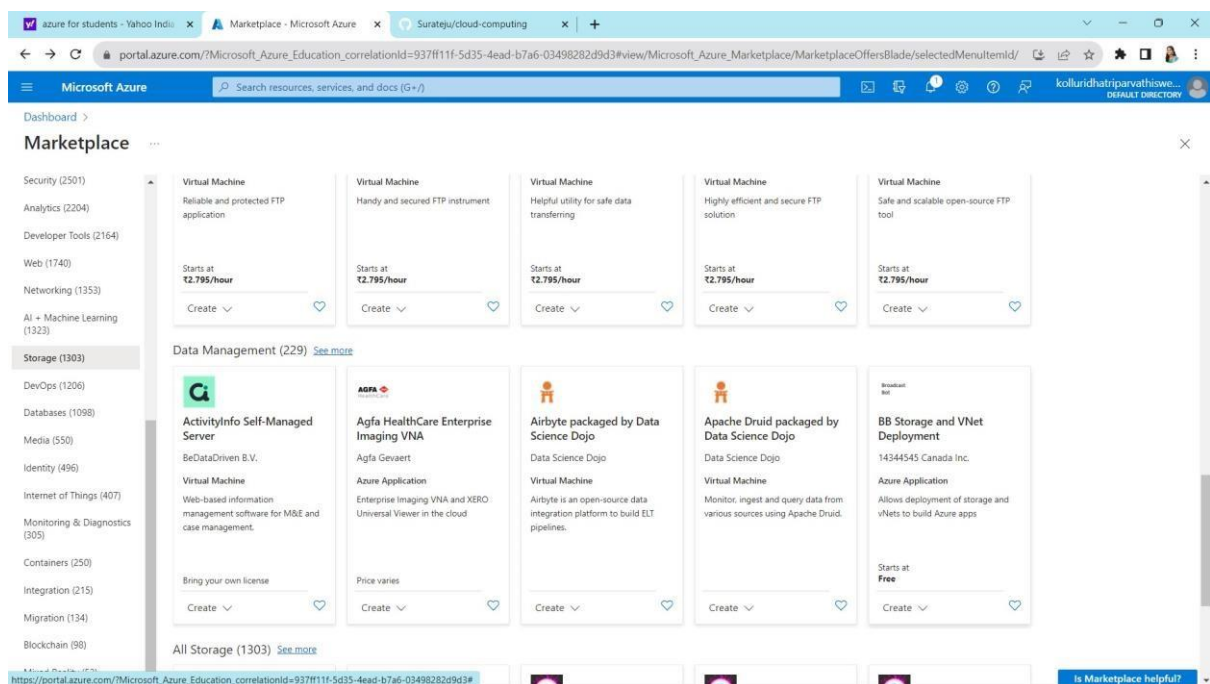 azure for students - Yahoo India
Marketplace - Microsoft Azure
Surateju/cloud-computing
portal.azure.com/?Microsoft_Azure_Education_correlationId=937ff11f-5d35-4ead-b7a6-03498282d9d3#view/Microsoft_Azure_Marketplace/MarketplaceOffersBlade/selectedMenuItemId/
Microsoft Azure
Search resources, services, and docs (G+/)
1
kolluridhatriparvathiswe...
DEFAULT DIRECTORY
Dashboard >
Marketplace ...
Security (2501)
Analytics (2204)
Developer Tools (2164)
Web (1740)
Networking (1353)
AI + Machine Learning
(1323)
Storage (1303)
DevOps (1206)
Databases (1098)
Media (550)
Identity (496)
Internet of Things (407)
Monitoring & Diagnostics
(305)
Containers (250)
Integration (215)
Migration (134)
Blockchain (98)
Mixed Reality (52)
Virtual Machine
Reliable and protected FTP
application
Starts at
₹2.795/hour
Create
Virtual Machine
Handy and secured FTP instrument
Starts at
₹2.795/hour
Create
Virtual Machine
Helpful utility for safe data
transferring
Starts at
₹2.795/hour
Create
Virtual Machine
Highly efficient and secure FTP
solution
Starts at
₹2.795/hour
Create
Virtual Machine
Safe and scalable open-source FTP
tool
Starts at
₹2.795/hour
Create
Data Management (229) See more
ActivityInfo Self-Managed
Server
BeDataDriven B.V.
Virtual Machine
Web-based information
management software for M&E and
case management.
Bring your own license
Create
AGFA
HealthCare
Agfa HealthCare Enterprise
Imaging VNA
Agfa Gevaert
Azure Application
Enterprise Imaging VNA and XERO
Universal Viewer in the cloud
Price varies
Create
Airbyte packaged by Data
Science Dojo
Data Science Dojo
Virtual Machine
Airbyte is an open-source data
integration platform to build ELT
pipelines.
Create
Apache Druid packaged by
Data Science Dojo
Data Science Dojo
Virtual Machine
Monitor, ingest and query data from
various sources using Apache Druid.
Create
Broadcast
Bot
BB Storage and VNet
Deployment
14344545 Canada Inc.
Azure Application
Allows deployment of storage and
vNets to build Azure apps
Starts at
Free
Create
All Storage (1303) See more
https://portal.azure.com/?Microsoft_Azure_Education_correlationId=937ff11f-5d35-4ead-b7a6-03498282d9d3#
Is Marketplace helpful?